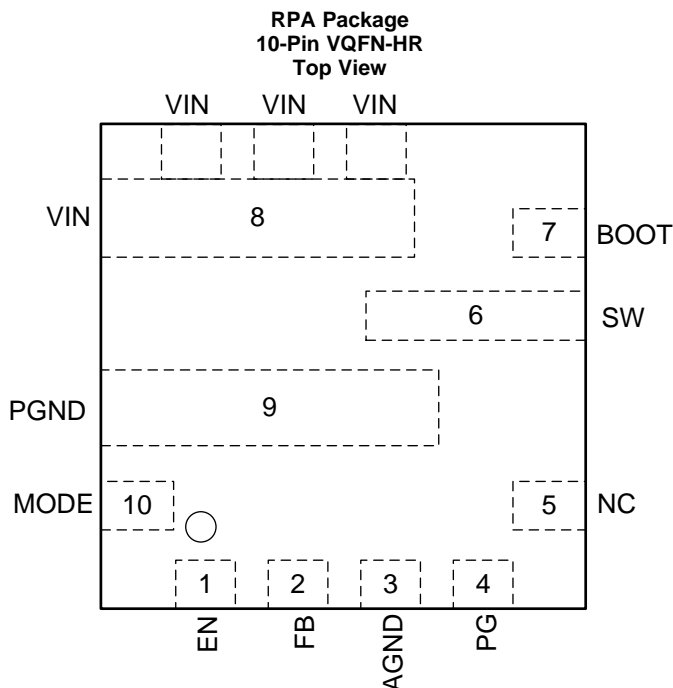 RPA Package
10-Pin VQFN-HR
Top View
VIN VIN VIN
VIN 8
7 BOOT
6 SW
PGND 9
MODE 10
5 NC
1 2 3 4
EN FB AGND PG